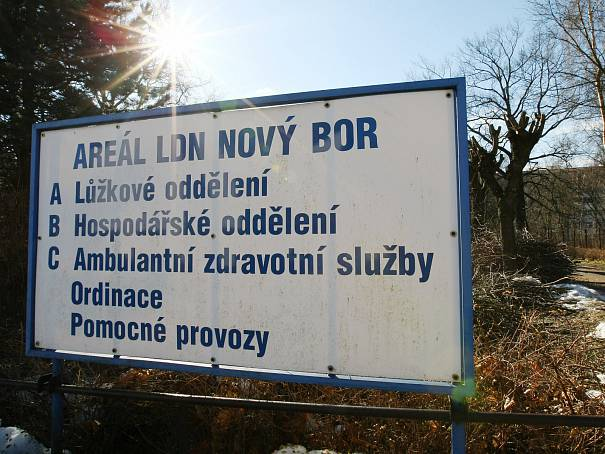 AREÁL LDN NOVÝ BOR
A Lůžkové oddělení
B Hospodářské oddělení
C Ambulantní zdravotní služby
Ordinace
Pomocné provozy